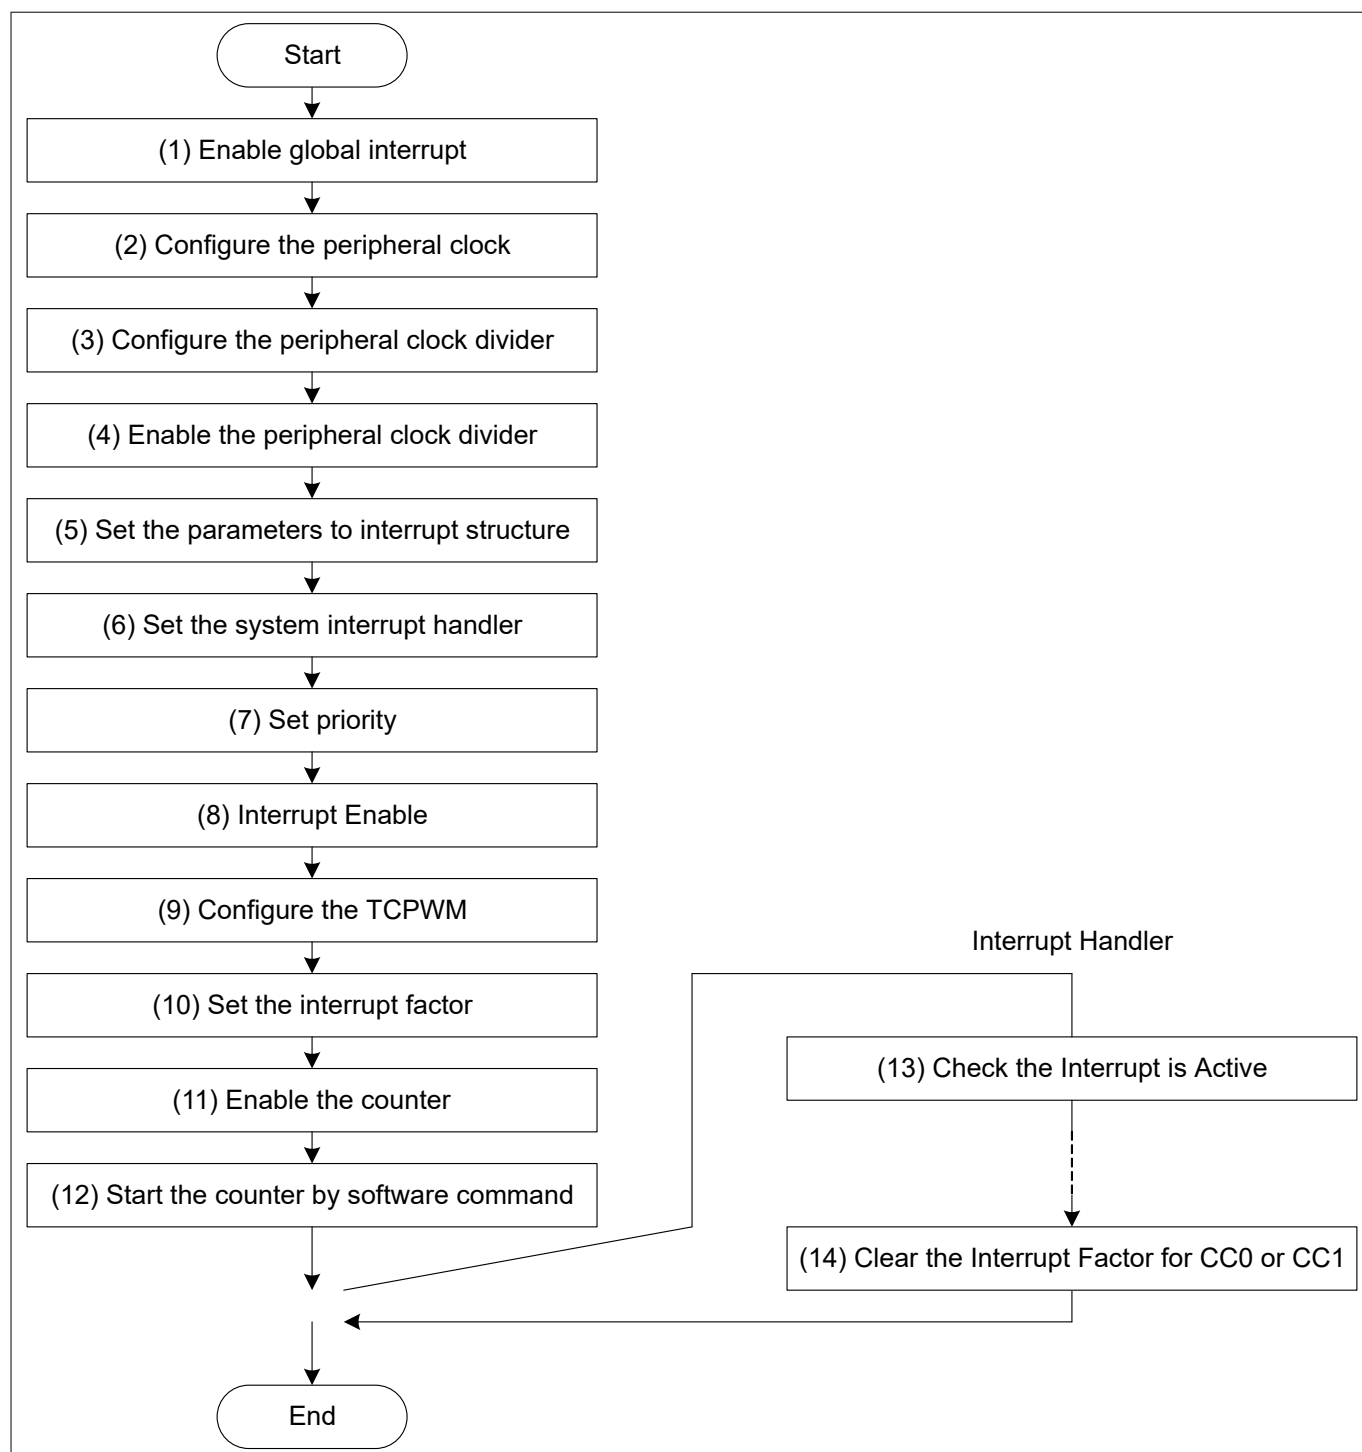 Start
(1) Enable global interrupt
(2) Configure the peripheral clock
(3) Configure the peripheral clock divider
(4) Enable the peripheral clock divider
(5) Set the parameters to interrupt structure
(6) Set the system interrupt handler
(7) Set priority
(8) Interrupt Enable
(9) Configure the TCPWM
(10) Set the interrupt factor
(11) Enable the counter
(12) Start the counter by software command
End
Interrupt Handler
(13) Check the Interrupt is Active
(14) Clear the Interrupt Factor for CC0 or CC1